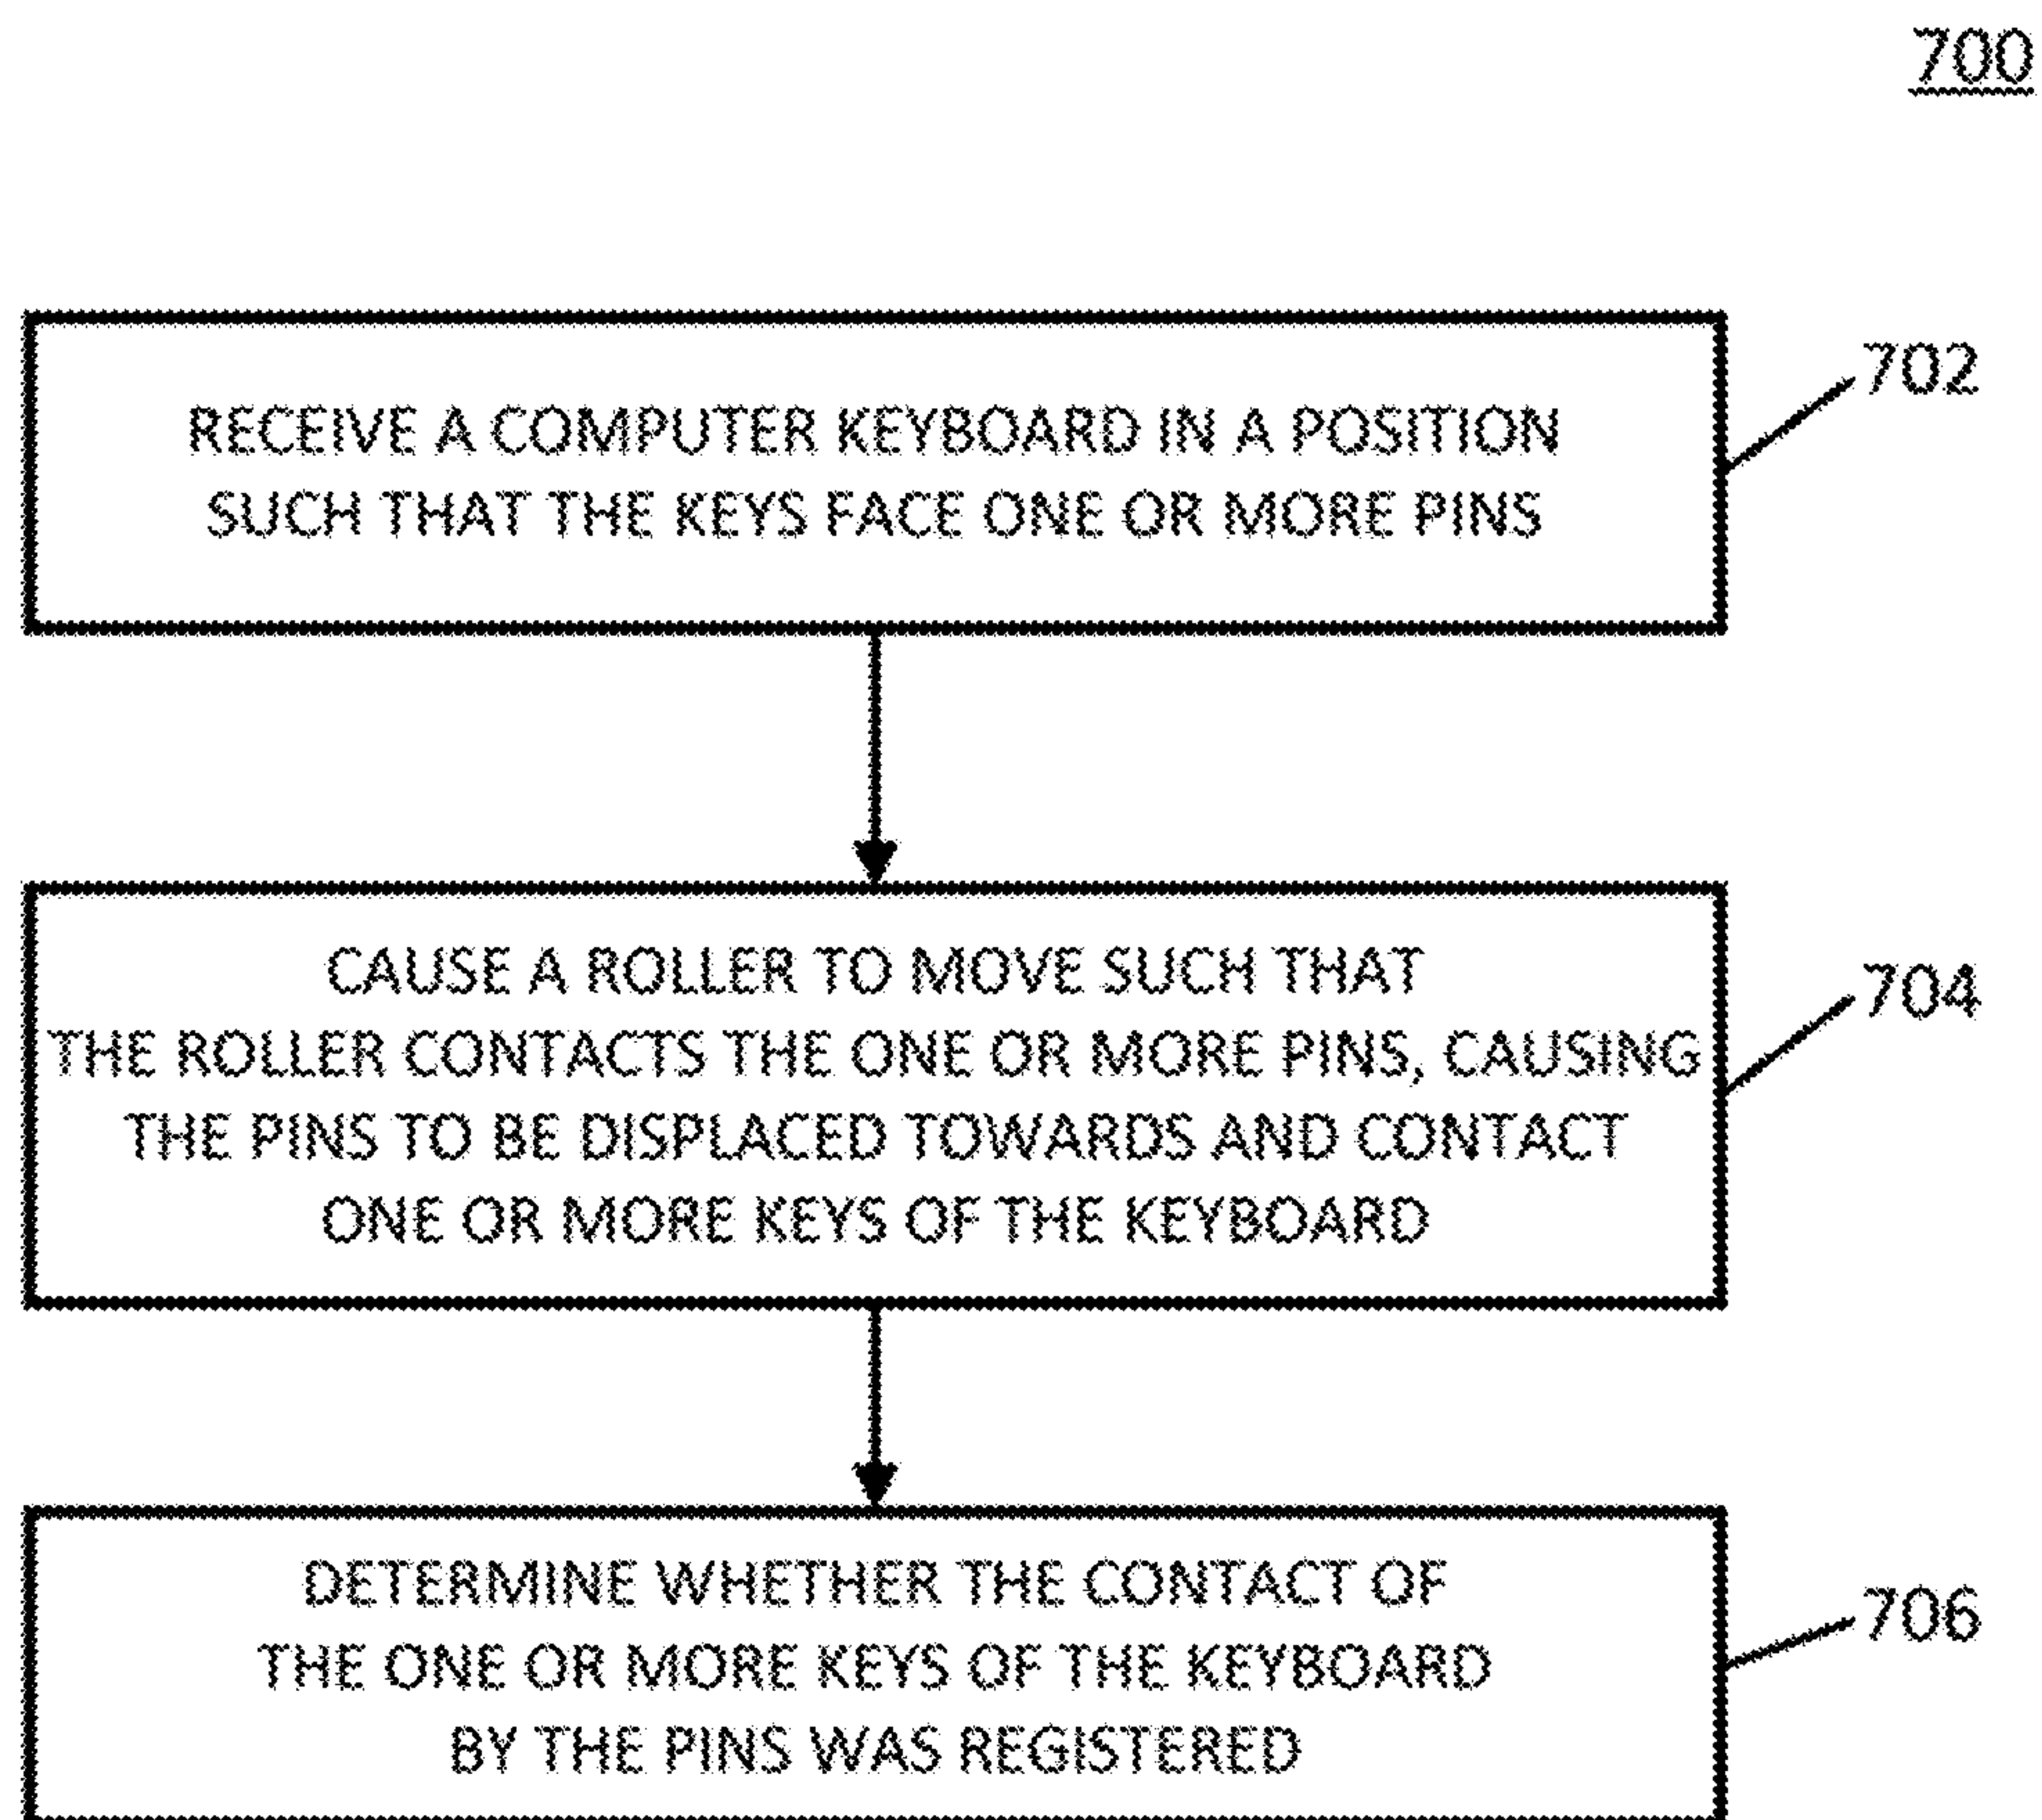 700
702
RECEIVE A COMPUTER KEYBOARD IN A POSITION
SUCH THAT THE KEYS FACE ONE OR MORE PINS
704
CAUSE A ROLLER TO MOVE SUCH THAT
THE ROLLER CONTACTS THE ONE OR MORE PINS, CAUSING
THE PINS TO BE DISPLACED TOWARDS AND CONTACT
ONE OR MORE KEYS OF THE KEYBOARD
706
DETERMINE WHETHER THE CONTACT OF
THE ONE OR MORE KEYS OF THE KEYBOARD
BY THE PINS WAS REGISTERED